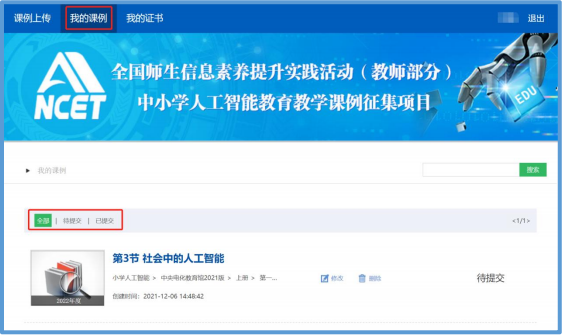 课例上传 我的课例 我的证书 退出
全国师生信息素养提升实践活动（教师部分）
中小学人工智能教育教学课例征集项目
NCET
EDU
▶ 我的课例 搜索
全部 | 待提交 | 已提交 <1/1>
第3节 社会中的人工智能
小学人工智能 > 中央电化教育馆2021版 > 上册 > 第一... 修改 删除 待提交
创建时间：2021-12-06 14:48:42
2022年度